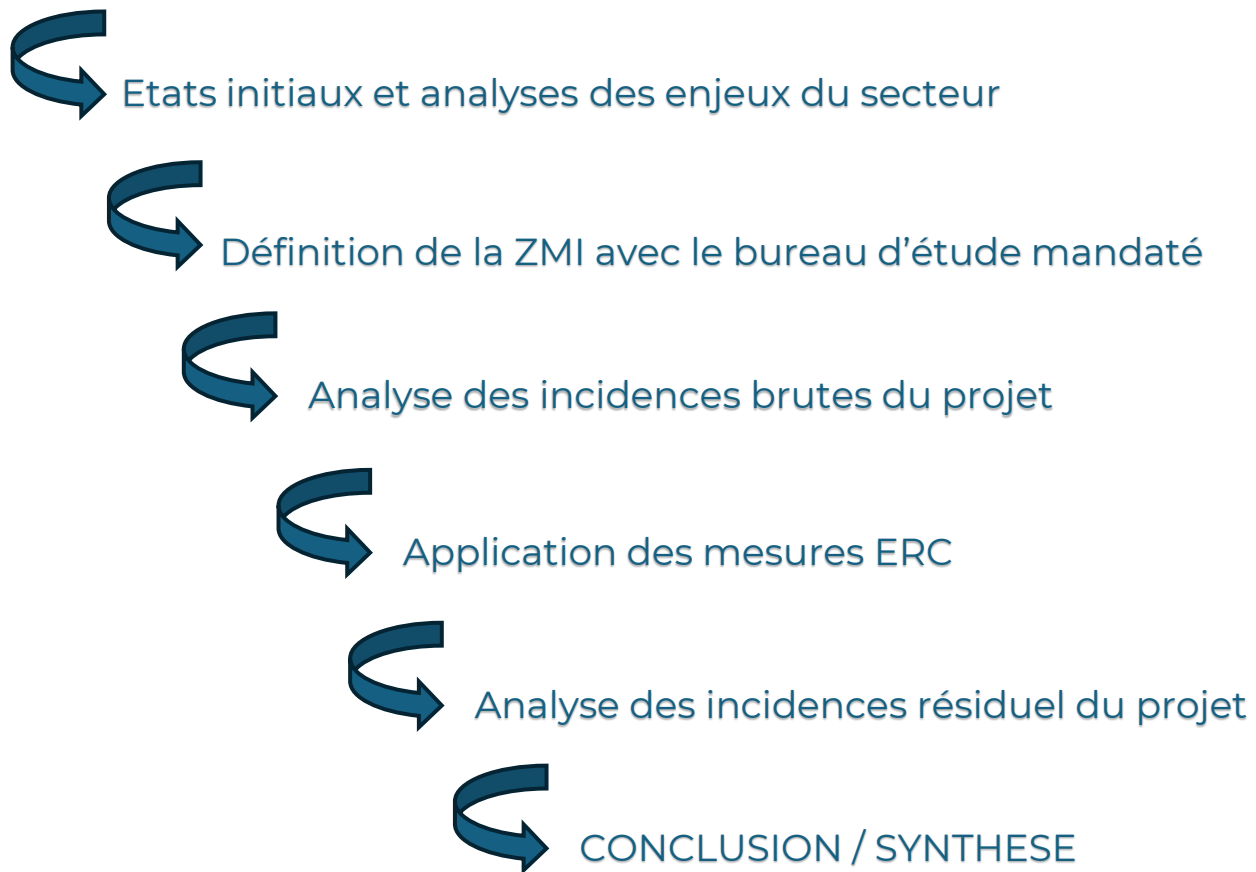 Etats initiaux et analyses des enjeux du secteur
Définition de la ZMI avec le bureau d’étude mandaté
Analyse des incidences brutes du projet
Application des mesures ERC
Analyse des incidences résiduel du projet
CONCLUSION / SYNTHESE